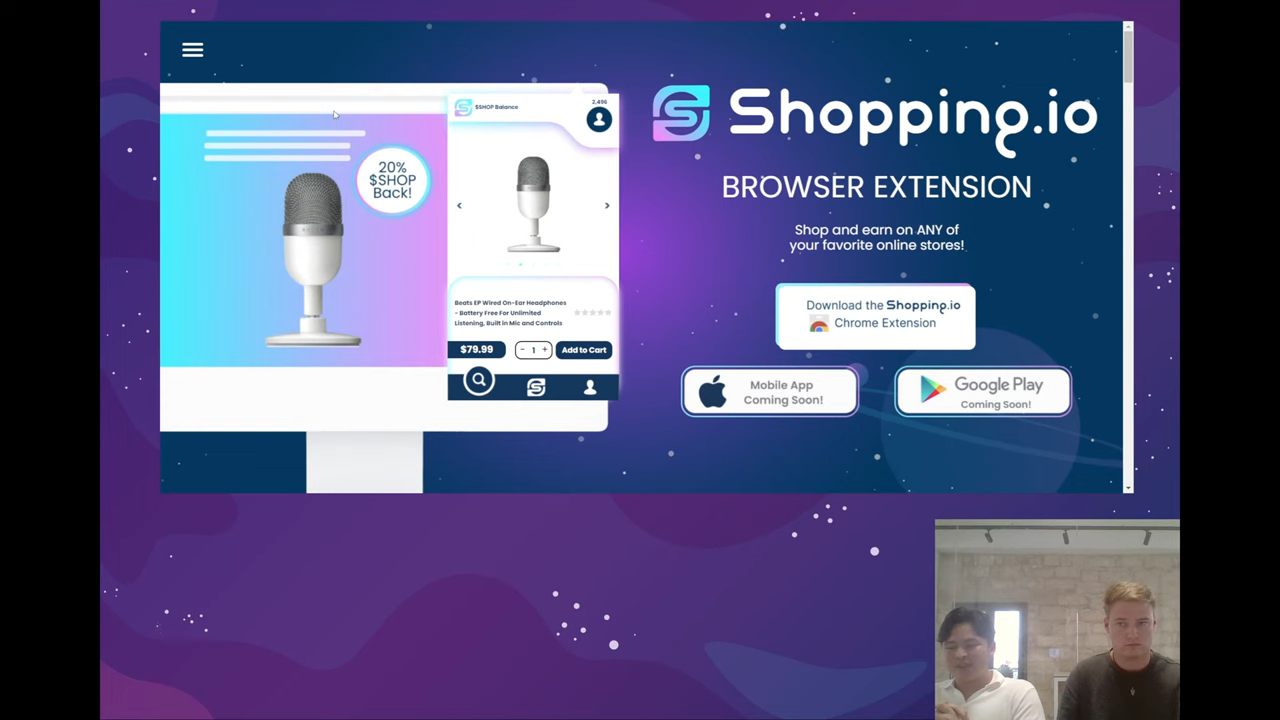 $SHOP Balance
2,496
20%
$SHOP
Back!
Beats EP Wired On-Ear Headphones
- Battery Free For Unlimited
Listening, Built in Mic and Controls
$79.99
- 1 +
Add to Cart
Shopping.io
BROWSER EXTENSION
Shop and earn on ANY of
your favorite online stores!
Download the Shopping.io
Chrome Extension
Mobile App
Coming Soon!
Google Play
Coming Soon!